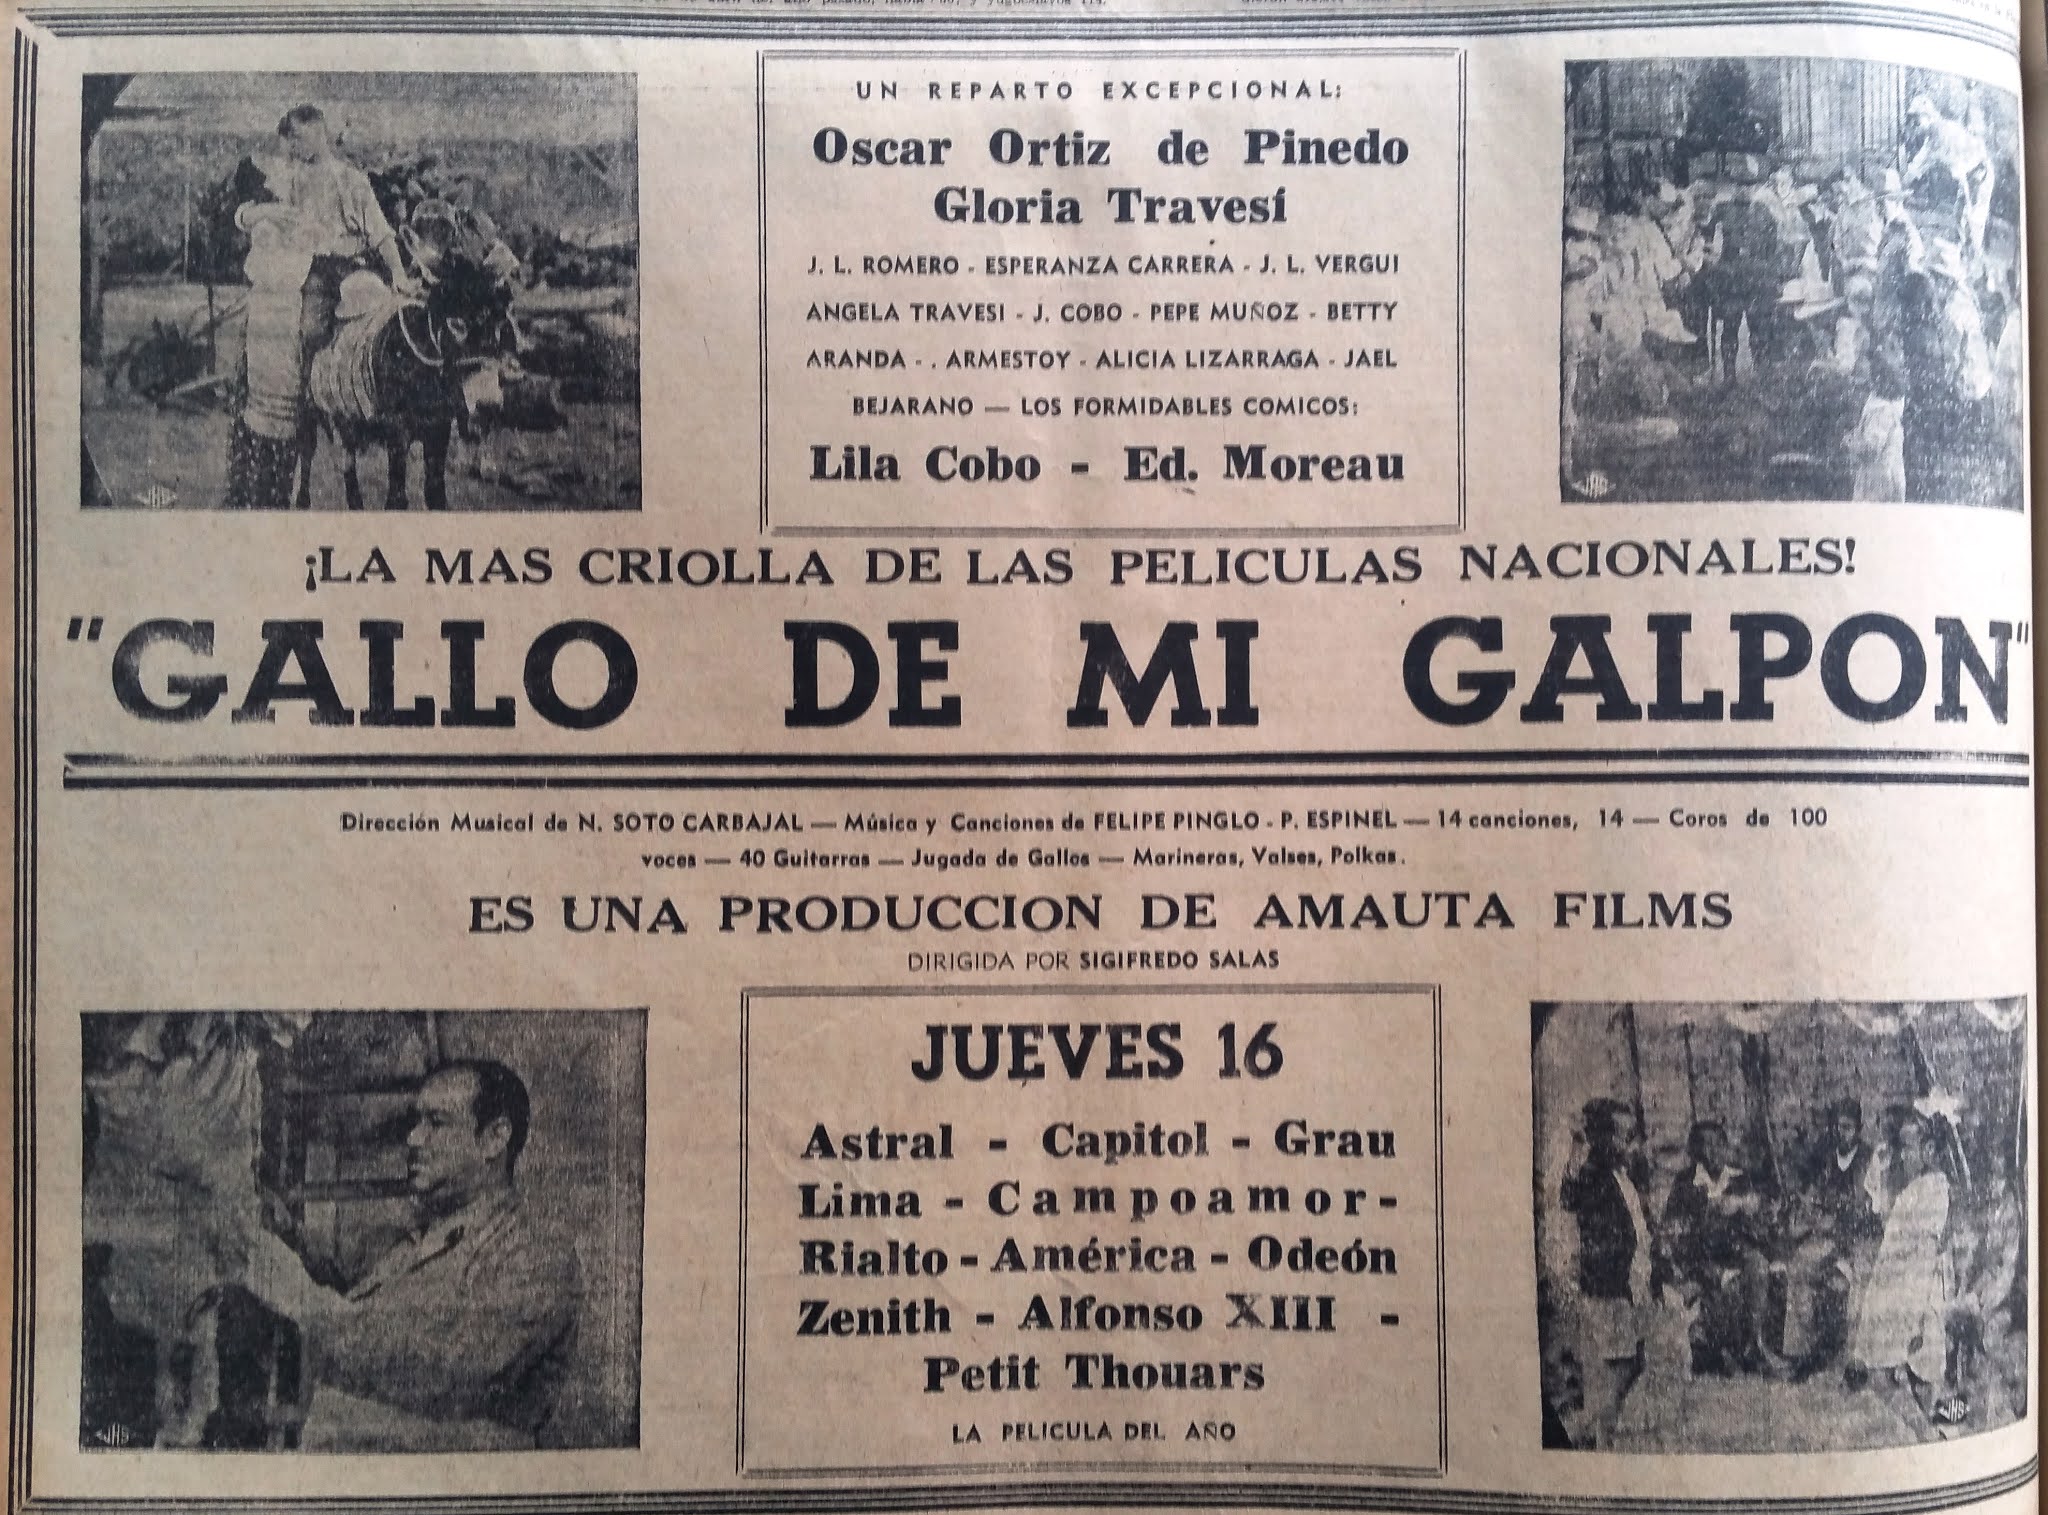 UN REPARTO EXCEPCIONAL:
Oscar Ortiz de Pinedo
Gloria Travesí
J. L. ROMERO - ESPERANZA CARRERA - J. L. VERGUI
ANGELA TRAVESI - J. COBO - PEPE MUÑOZ - BETTY
ARANDA - . ARMESTOY - ALICIA LIZARRAGA - JAEL
BEJARANO — LOS FORMIDABLES COMICOS:
Lila Cobo - Ed. Moreau
¡LA MAS CRIOLLA DE LAS PELICULAS NACIONALES!
"GALLO DE MI GALPON"
Dirección Musical de N. SOTO CARBAJAL — Música y Canciones de FELIPE PINGLO - P. ESPINEL — 14 canciones, 14 — Coros de 100
voces — 40 Guitarras — Jugada de Gallos — Marineras, Valses, Polkas.
ES UNA PRODUCCION DE AMAUTA FILMS
DIRIGIDA POR SIGIFREDO SALAS
JUEVES 16
Astral - Capitol - Grau
Lima - Campoamor -
Rialto - América - Odeón
Zenith - Alfonso XIII -
Petit Thouars
LA PELICULA DEL AÑO
JHS
JHS
JHS
JHS